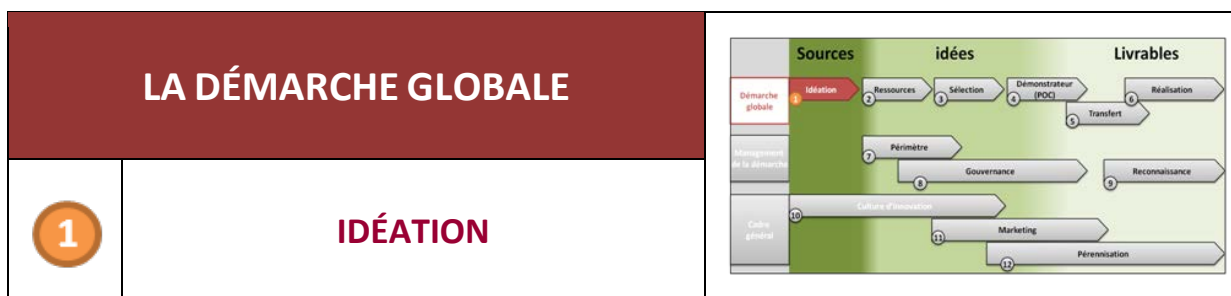 LA DÉMARCHE GLOBALE
1
IDÉATION
Sources idées Livrables
Démarche
globale
1 Idéation
2 Ressources
3 Sélection
4 Démonstrateur
(POC)
5 Transfert
6 Réalisation
Management
de la démarche
7 Périmètre
8 Gouvernance
9 Reconnaissance
Cadre
général
10 Culture d'innovation
11 Marketing
12 Pérennisation